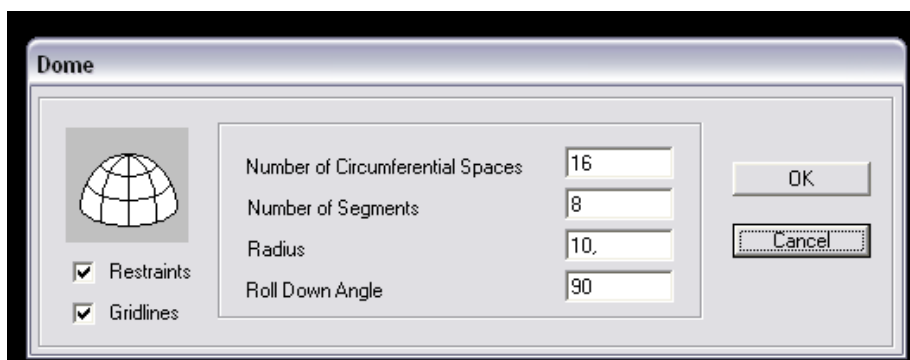 Dome
Number of Circumferential Spaces 16
Number of Segments 8
Radius 10,
Roll Down Angle 90
Restraints
Gridlines
OK
Cancel